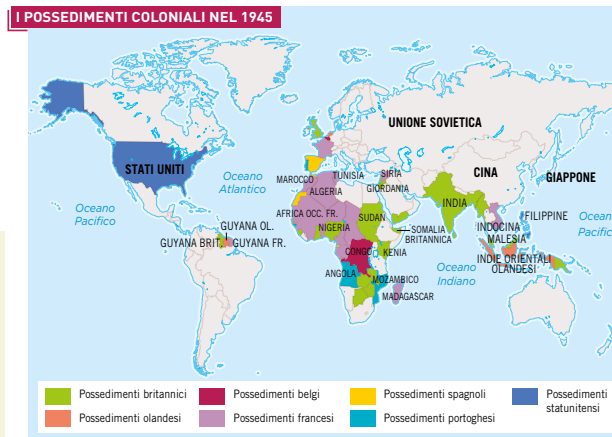 I POSSEDIMENTI COLONIALI NEL 1945
UNIONE SOVIETICA
STATI UNITI
CINA
GIAPPONE
Oceano
Atlantico
Oceano
Pacifico
MAROCCO
TUNISIA
SIRIA
ALGERIA
GIORDANIA
INDIA
AFRICA OCC. FR.
SUDAN
FILIPPINE
Ocean
Paci
GUYANA OL.
NIGERIA
SOMALIA
BRITANNICA
INDOCINA
GUYANA BRIT.
GUYANA FR.
CONGO
KENIA
MALESIA
INDIE ORIENTALI
OLANDESI
Oceano
Indiano
ANGOLA
MOZAMBICO
MADAGASCAR
Possedimenti britannici
Possedimenti belgi
Possedimenti spagnoli
Possedimenti
statunitensi
Possedimenti olandesi
Possedimenti francesi
Possedimenti portoghesi